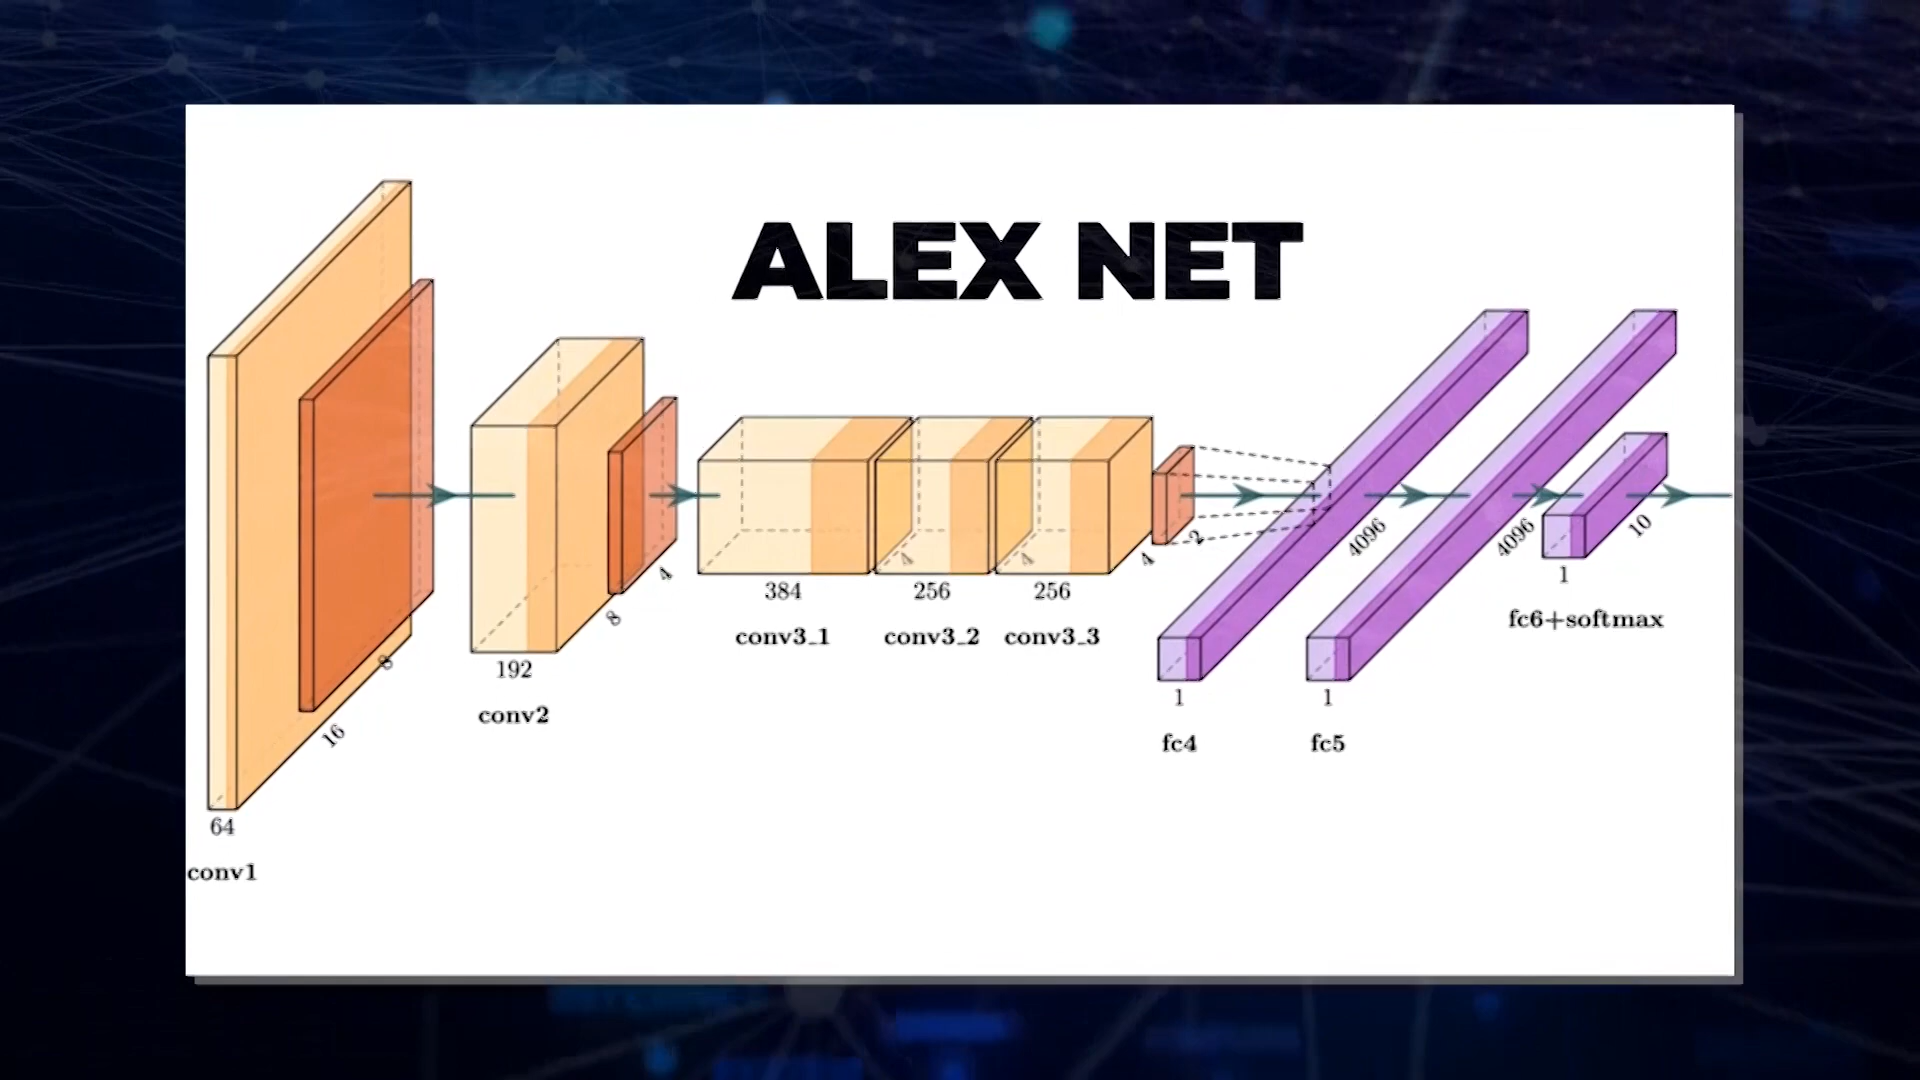 ALEX NET
64
16
8
conv1
192
8
4
conv2
384
conv3_1
256
4
conv3_2
256
4
conv3_3
4
2
1
4096
fc4
1
4096
fc5
1
10
fc6+softmax